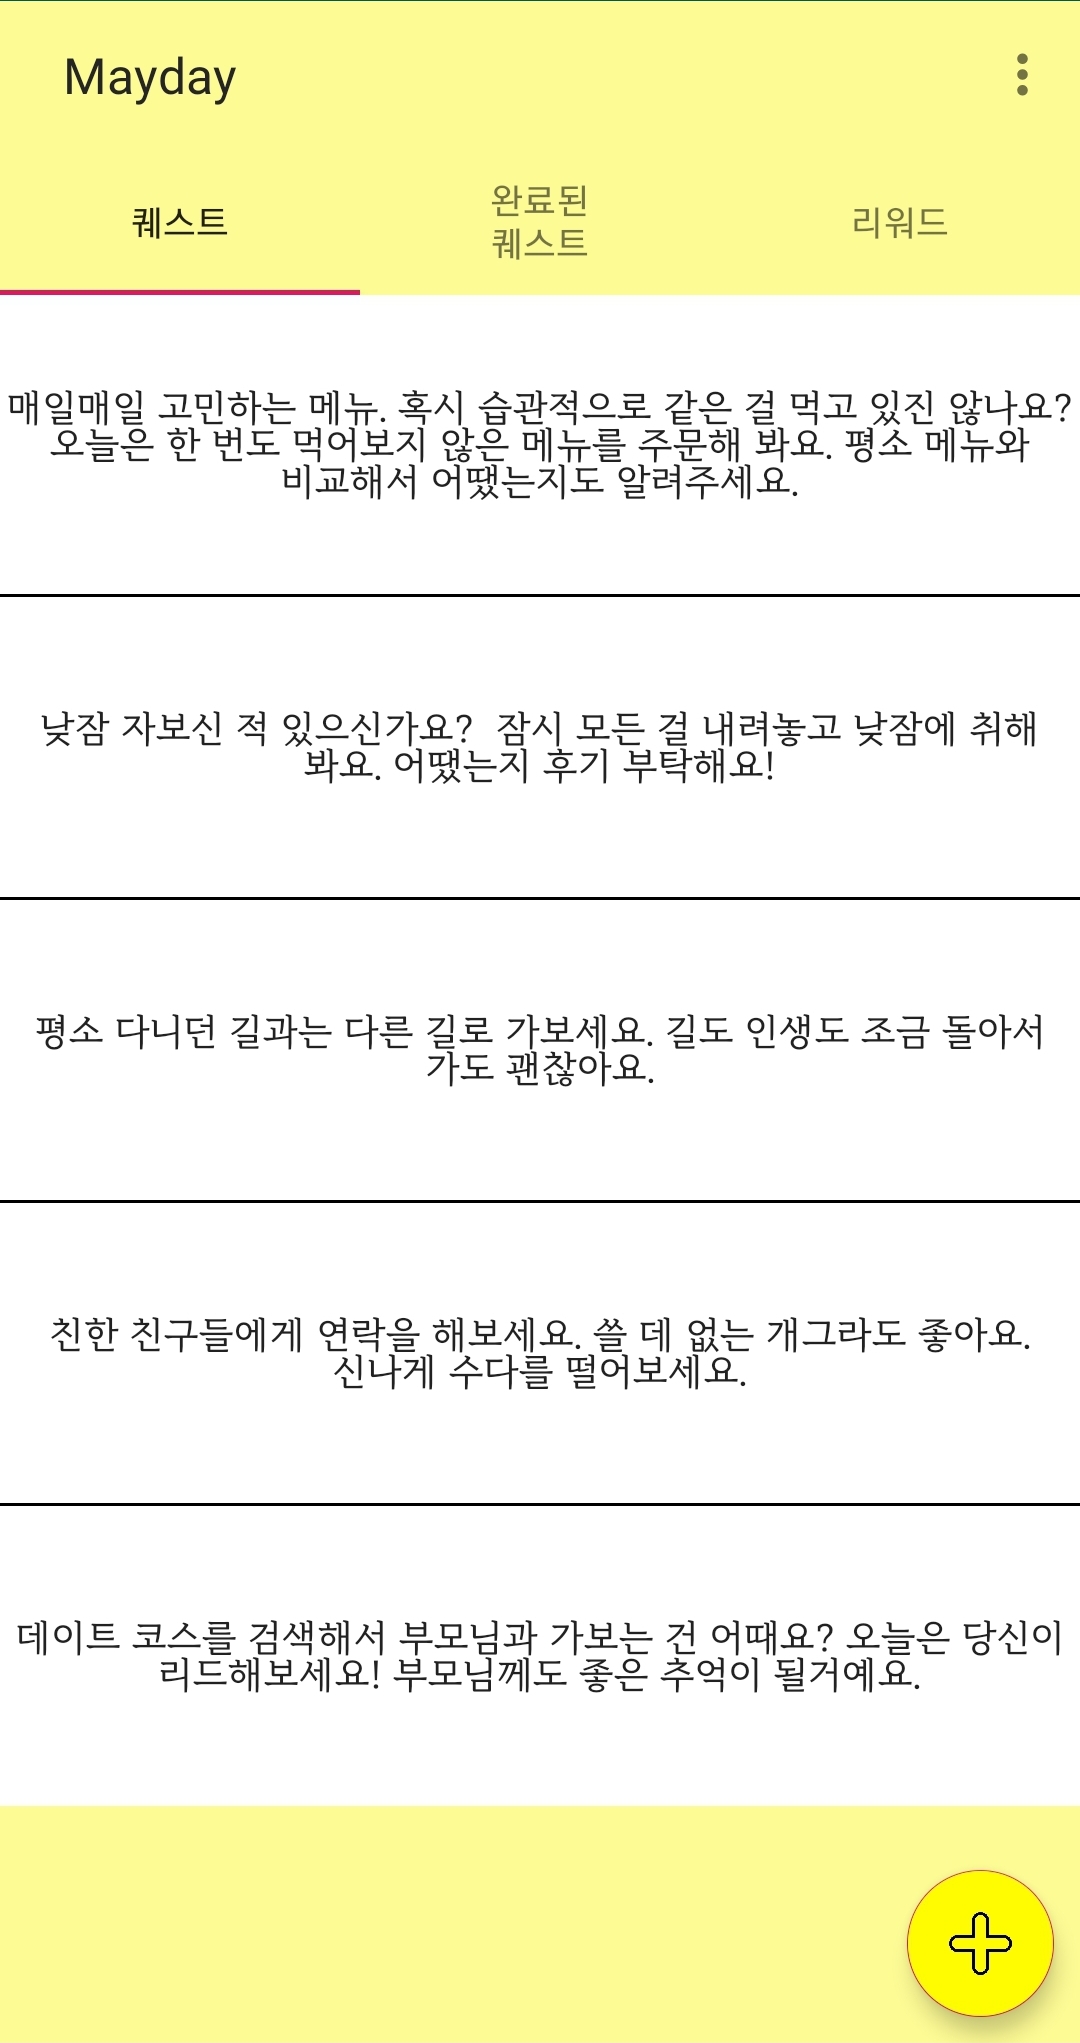 Mayday
퀘스트
완료된
퀘스트
리워드
매일매일 고민하는 메뉴. 혹시 습관적으로 같은 걸 먹고 있진 않나요?
오늘은 한 번도 먹어보지 않은 메뉴를 주문해 봐요. 평소 메뉴와
비교해서 어땠는지도 알려주세요.
낮잠 자보신 적 있으신가요?  잠시 모든 걸 내려놓고 낮잠에 취해
봐요. 어땠는지 후기 부탁해요!
평소 다니던 길과는 다른 길로 가보세요. 길도 인생도 조금 돌아서
가도 괜찮아요.
친한 친구들에게 연락을 해보세요. 쓸 데 없는 개그라도 좋아요.
신나게 수다를 떨어보세요.
데이트 코스를 검색해서 부모님과 가보는 건 어때요? 오늘은 당신이
리드해보세요! 부모님께도 좋은 추억이 될거예요.